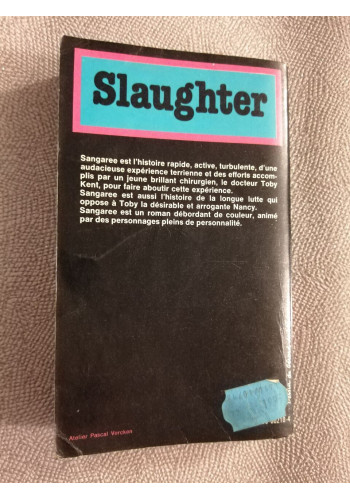 Slaughter
Sangaree est l'histoire rapide, active, turbulente, d'une
audacieuse expérience terrienne et des efforts accom-
plis par un jeune brillant chirurgien, le docteur Toby
Kent, pour faire aboutir cette expérience.
Sangaree est aussi l'histoire de la longue lutte qui
oppose à Toby la désirable et arrogante Nancy.
Sangaree est un roman débordant de couleur, animé
par des personnages pleins de personnalité.
Atelier Pascal Vercken